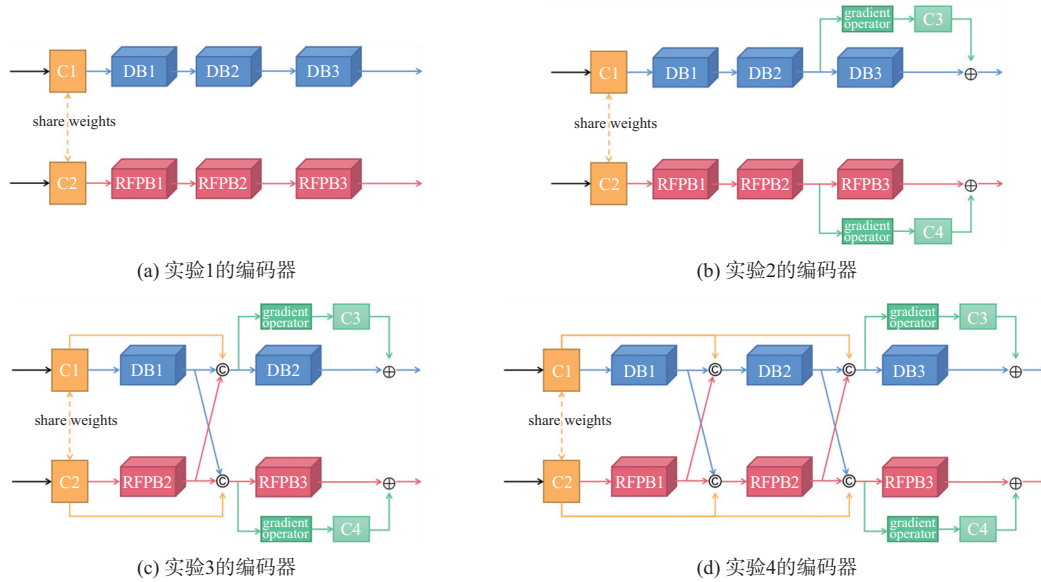 C1 DB1 DB2 DB3
share weights
C2 RFPB1 RFPB2 RFPB3
(a) 实验1的编码器
gradient operator C3
C1 DB1 DB2 DB3 ⊕
share weights
C2 RFPB1 RFPB2 RFPB3 ⊕
gradient operator C4
(b) 实验2的编码器
gradient operator C3
C1 DB1 © DB2 ⊕
share weights
C2 RFPB2 © RFPB3 ⊕
gradient operator C4
(c) 实验3的编码器
gradient operator C3
C1 DB1 © DB2 © DB3 ⊕
share weights
C2 RFPB1 © RFPB2 © RFPB3 ⊕
gradient operator C4
(d) 实验4的编码器